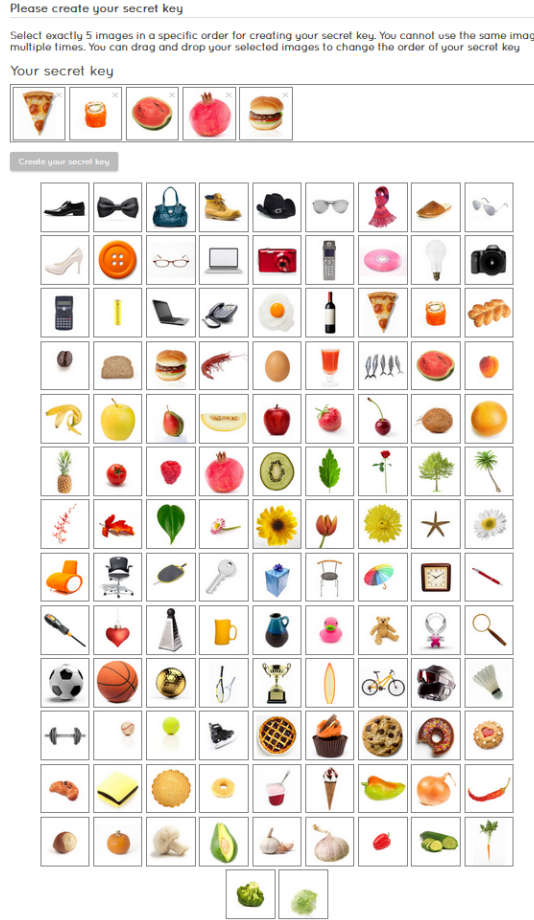 Please create your secret key
Select exactly 5 images in a specific order for creating your secret key. You cannot use the same
multiple times. You can drag and drop your selected images to change the order of your secret key
Your secret key
Create your secret key